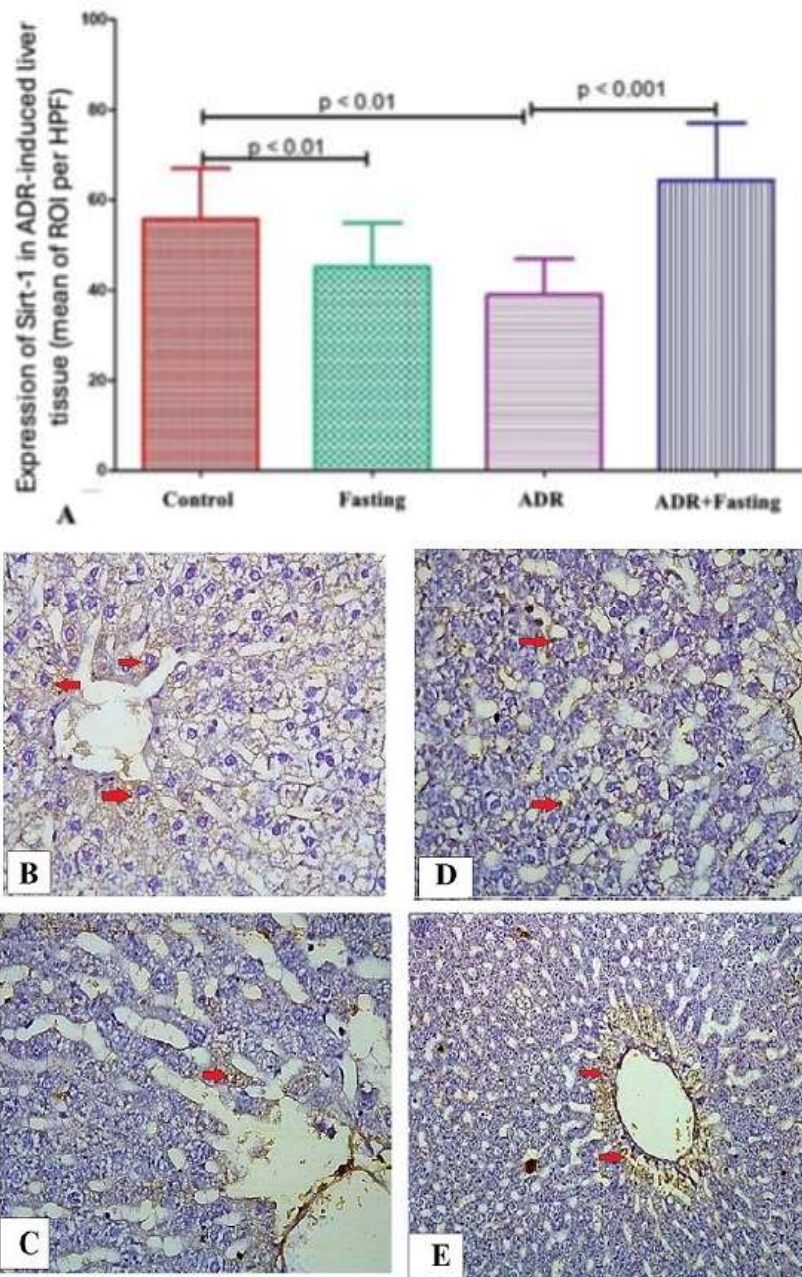 Expression of Sirt-1 in ADR-induced liver
tissue (mean of ROI per HPF)
100
80
60
40
20
0
p < 0.01
p < 0.001
p < 0.01
Control Fasting ADR ADR+Fasting
A
B
D
C
E